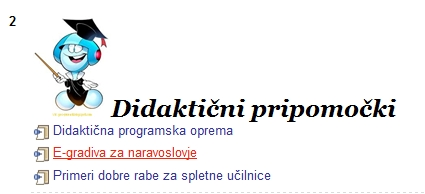 2
Didaktični pripomočki
Didaktična programska oprema
E-gradiva za naravoslovje
Primeri dobre rabe za spletne učilnice